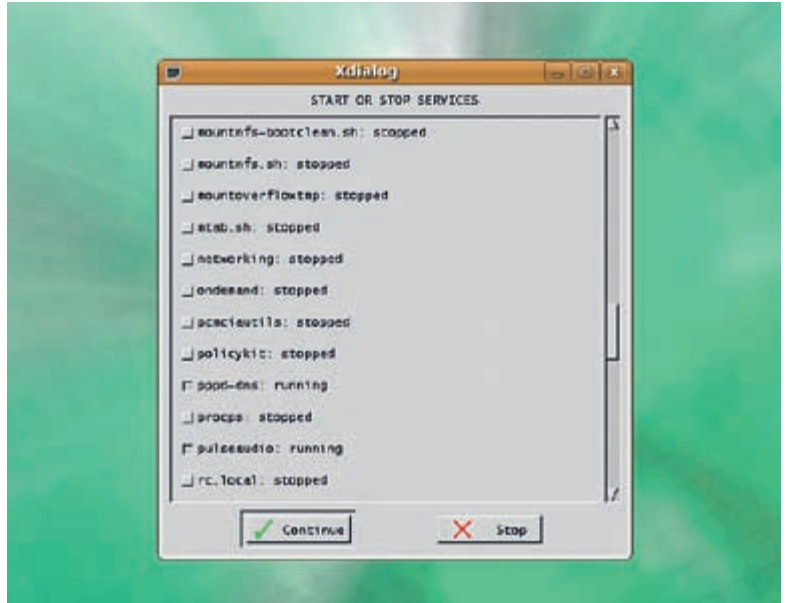 Xdialog
START OR STOP SERVICES
mountnfs-bootclean.sh: stopped
mountnfs.sh: stopped
mountoverflowtmp: stopped
mtab.sh: stopped
networking: stopped
ondemand: stopped
pcmciautils: stopped
policykit: stopped
pppd-dns: running
procps: stopped
pulseaudio: running
rc.local: stopped
Continue
Stop